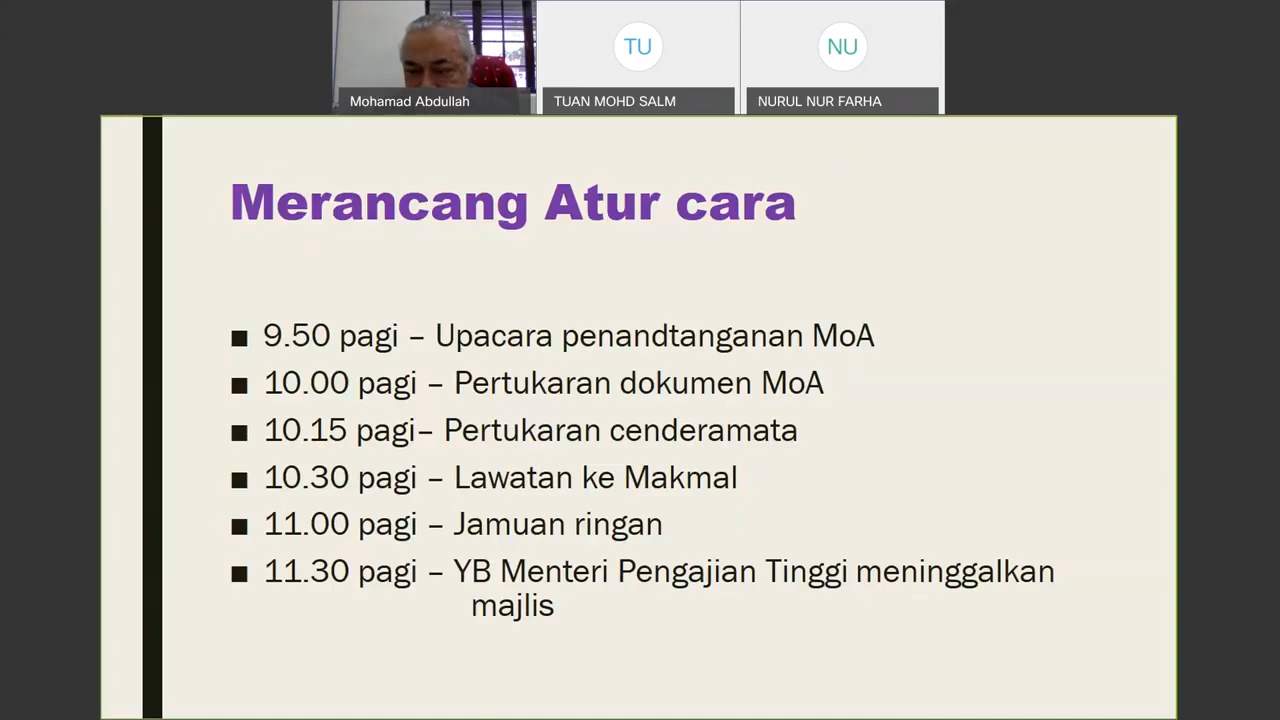 TU
NU
Mohamad Abdullah
TUAN MOHD SALM
NURUL NUR FARHA
Merancang Atur cara
■ 9.50 pagi – Upacara penandtanganan MoA
■ 10.00 pagi – Pertukaran dokumen MoA
■ 10.15 pagi– Pertukaran cenderamata
■ 10.30 pagi – Lawatan ke Makmal
■ 11.00 pagi – Jamuan ringan
■ 11.30 pagi – YB Menteri Pengajian Tinggi meninggalkan
majlis